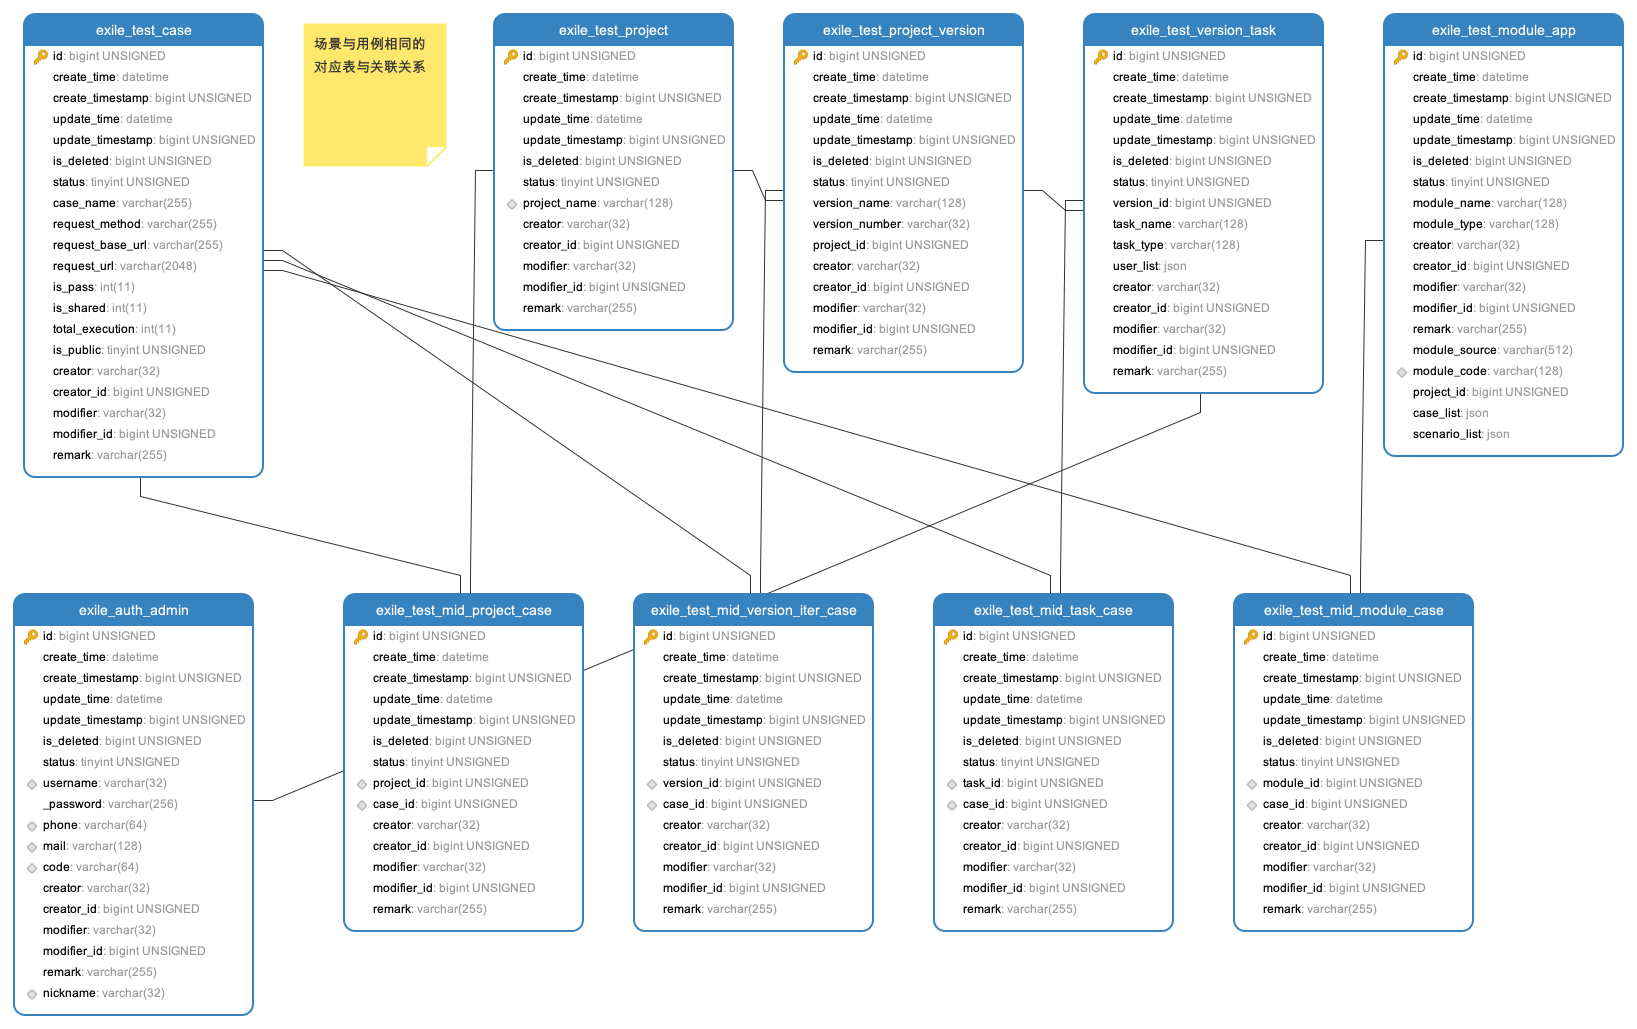 exile_test_case
id: bigint UNSIGNED
create_time: datetime
create_timestamp: bigint UNSIGNED
update_time: datetime
update_timestamp: bigint UNSIGNED
is_deleted: bigint UNSIGNED
status: tinyint UNSIGNED
case_name: varchar(255)
request_method: varchar(255)
request_base_url: varchar(255)
request_url: varchar(2048)
is_pass: int(11)
is_shared: int(11)
total_execution: int(11)
is_public: tinyint UNSIGNED
creator: varchar(32)
creator_id: bigint UNSIGNED
modifier: varchar(32)
modifier_id: bigint UNSIGNED
remark: varchar(255)
场景与用例相同的
对应表与关联关系
exile_test_project
id: bigint UNSIGNED
create_time: datetime
create_timestamp: bigint UNSIGNED
update_time: datetime
update_timestamp: bigint UNSIGNED
is_deleted: bigint UNSIGNED
status: tinyint UNSIGNED
project_name: varchar(128)
creator: varchar(32)
creator_id: bigint UNSIGNED
modifier: varchar(32)
modifier_id: bigint UNSIGNED
remark: varchar(255)
exile_test_project_version
id: bigint UNSIGNED
create_time: datetime
create_timestamp: bigint UNSIGNED
update_time: datetime
update_timestamp: bigint UNSIGNED
is_deleted: bigint UNSIGNED
status: tinyint UNSIGNED
version_name: varchar(128)
version_number: varchar(32)
project_id: bigint UNSIGNED
creator: varchar(32)
creator_id: bigint UNSIGNED
modifier: varchar(32)
modifier_id: bigint UNSIGNED
remark: varchar(255)
exile_test_version_task
id: bigint UNSIGNED
create_time: datetime
create_timestamp: bigint UNSIGNED
update_time: datetime
update_timestamp: bigint UNSIGNED
is_deleted: bigint UNSIGNED
status: tinyint UNSIGNED
version_id: bigint UNSIGNED
task_name: varchar(128)
task_type: varchar(128)
user_list: json
creator: varchar(32)
creator_id: bigint UNSIGNED
modifier: varchar(32)
modifier_id: bigint UNSIGNED
remark: varchar(255)
exile_test_module_app
id: bigint UNSIGNED
create_time: datetime
create_timestamp: bigint UNSIGNED
update_time: datetime
update_timestamp: bigint UNSIGNED
is_deleted: bigint UNSIGNED
status: tinyint UNSIGNED
module_name: varchar(128)
module_type: varchar(128)
creator: varchar(32)
creator_id: bigint UNSIGNED
modifier: varchar(32)
modifier_id: bigint UNSIGNED
remark: varchar(255)
module_source: varchar(512)
module_code: varchar(128)
project_id: bigint UNSIGNED
case_list: json
scenario_list: json
exile_auth_admin
id: bigint UNSIGNED
create_time: datetime
create_timestamp: bigint UNSIGNED
update_time: datetime
update_timestamp: bigint UNSIGNED
is_deleted: bigint UNSIGNED
status: tinyint UNSIGNED
username: varchar(32)
_password: varchar(256)
phone: varchar(64)
mail: varchar(128)
code: varchar(64)
creator: varchar(32)
creator_id: bigint UNSIGNED
modifier: varchar(32)
modifier_id: bigint UNSIGNED
remark: varchar(255)
nickname: varchar(32)
exile_test_mid_project_case
id: bigint UNSIGNED
create_time: datetime
create_timestamp: bigint UNSIGNED
update_time: datetime
update_timestamp: bigint UNSIGNED
is_deleted: bigint UNSIGNED
status: tinyint UNSIGNED
project_id: bigint UNSIGNED
case_id: bigint UNSIGNED
creator: varchar(32)
creator_id: bigint UNSIGNED
modifier: varchar(32)
modifier_id: bigint UNSIGNED
remark: varchar(255)
exile_test_mid_version_iter_case
id: bigint UNSIGNED
create_time: datetime
create_timestamp: bigint UNSIGNED
update_time: datetime
update_timestamp: bigint UNSIGNED
is_deleted: bigint UNSIGNED
status: tinyint UNSIGNED
version_id: bigint UNSIGNED
case_id: bigint UNSIGNED
creator: varchar(32)
creator_id: bigint UNSIGNED
modifier: varchar(32)
modifier_id: bigint UNSIGNED
remark: varchar(255)
exile_test_mid_task_case
id: bigint UNSIGNED
create_time: datetime
create_timestamp: bigint UNSIGNED
update_time: datetime
update_timestamp: bigint UNSIGNED
is_deleted: bigint UNSIGNED
status: tinyint UNSIGNED
task_id: bigint UNSIGNED
case_id: bigint UNSIGNED
creator: varchar(32)
creator_id: bigint UNSIGNED
modifier: varchar(32)
modifier_id: bigint UNSIGNED
remark: varchar(255)
exile_test_mid_module_case
id: bigint UNSIGNED
create_time: datetime
create_timestamp: bigint UNSIGNED
update_time: datetime
update_timestamp: bigint UNSIGNED
is_deleted: bigint UNSIGNED
status: tinyint UNSIGNED
module_id: bigint UNSIGNED
case_id: bigint UNSIGNED
creator: varchar(32)
creator_id: bigint UNSIGNED
modifier: varchar(32)
modifier_id: bigint UNSIGNED
remark: varchar(255)